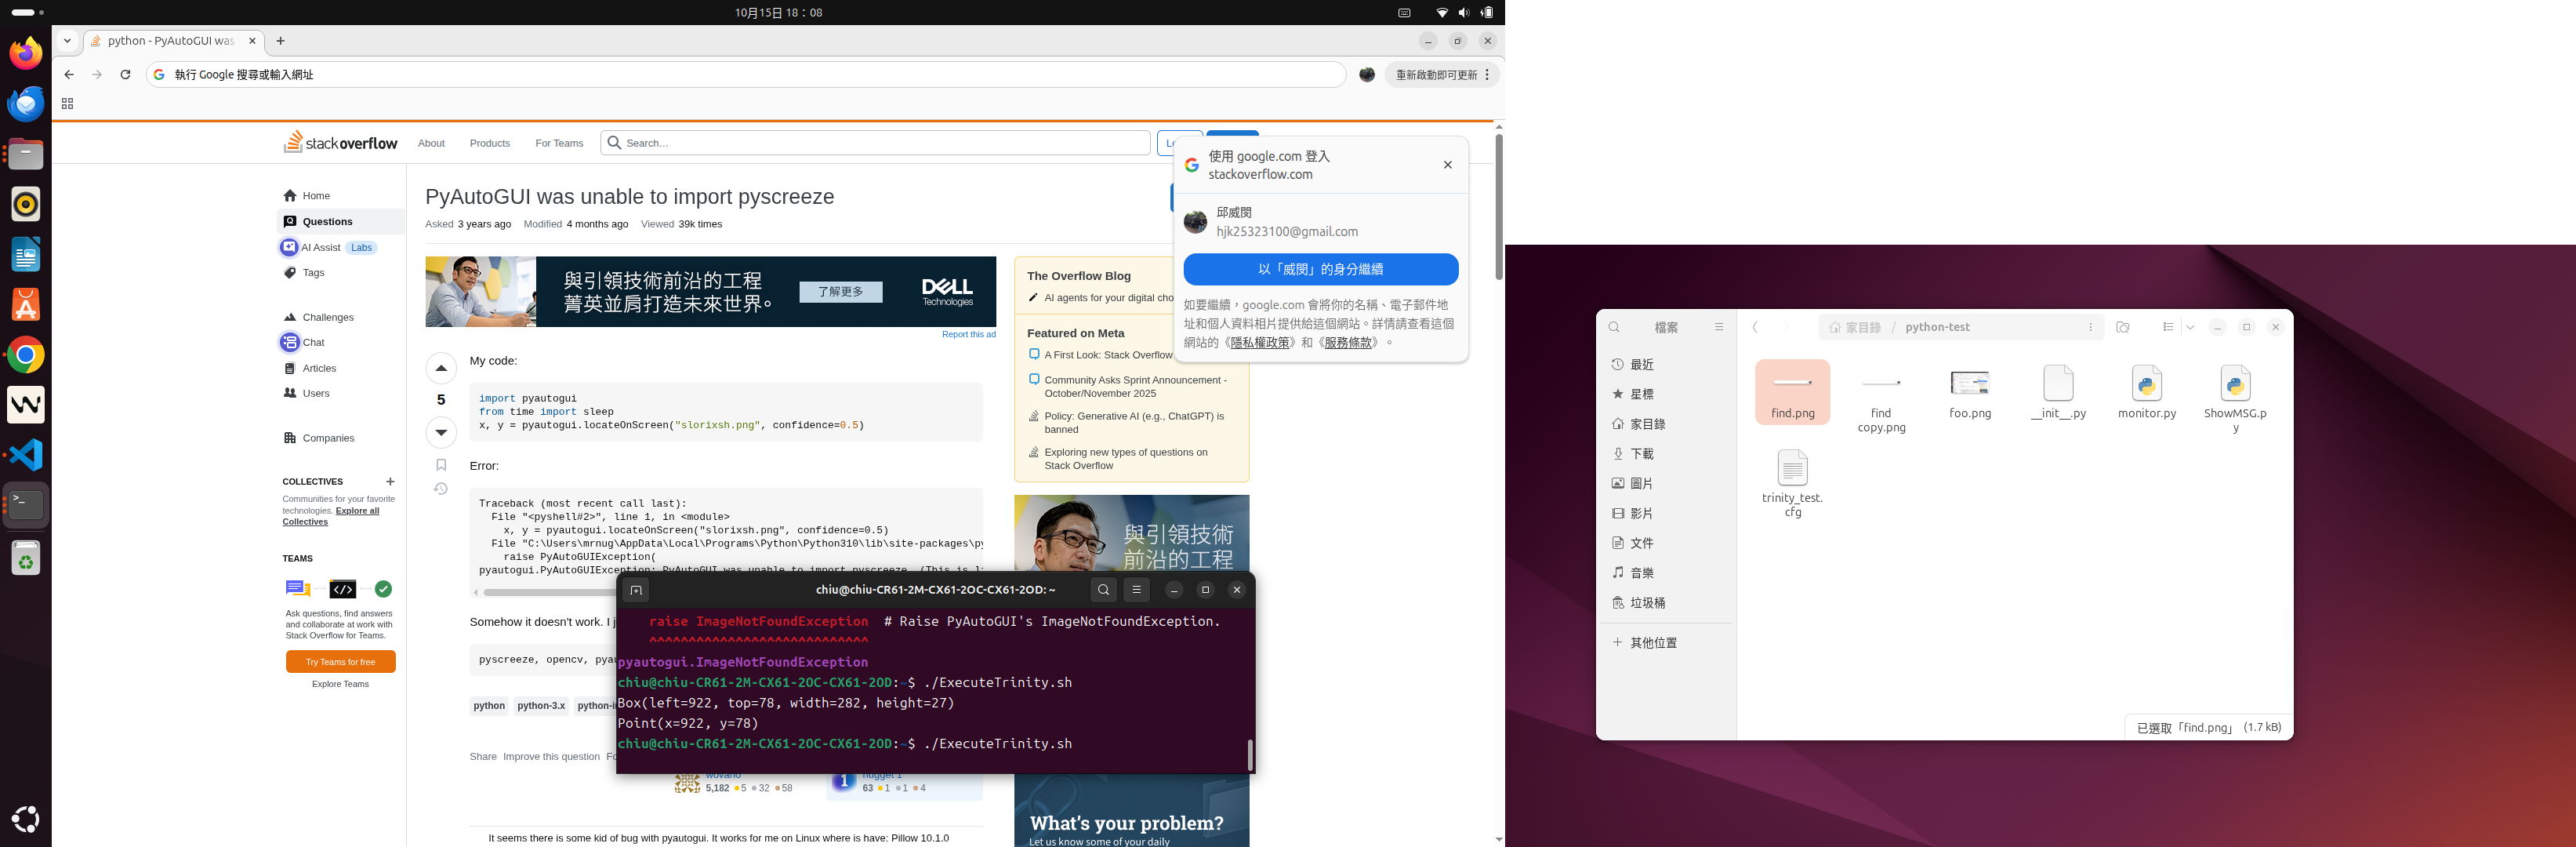 10月15日 18：08
python - PyAutoGUI was
執行 Google 搜尋或輸入網址
重新啟動即可更新
stackoverflow
About
Products
For Teams
Search…
使用 google.com 登入
stackoverflow.com
邱威閔
hjk25323100@gmail.com
以「威閔」的身分繼續
如要繼續，google.com 會將你的名稱、電子郵件地
址和個人資料相片提供給這個網站。詳情請查看這個
網站的《隱私權政策》和《服務條款》。
Home
Questions
AI Assist Labs
Tags
Challenges
Chat
Articles
Users
Companies
COLLECTIVES
Communities for your favorite
technologies. Explore all
Collectives
TEAMS
Ask questions, find answers
and collaborate at work with
Stack Overflow for Teams.
Try Teams for free
Explore Teams
PyAutoGUI was unable to import pyscreeze
Asked 3 years ago Modified 4 months ago Viewed 39k times
與引領技術前沿的工程
菁英並肩打造未來世界。
了解更多
DELL
Technologies
Report this ad
My code:
5
import pyautogui
from time import sleep
x, y = pyautogui.locateOnScreen("slorixsh.png", confidence=0.5)
Error:
Traceback (most recent call last):
File "<pyshell#2>", line 1, in <module>
x, y = pyautogui.locateOnScreen("slorixsh.png", confidence=0.5)
File "C:\Users\mrnug\AppData\Local\Programs\Python\Python310\lib\site-packages\py
raise PyAutoGUIException(
pyautogui.PyAutoGUIException: PyAutoGUI was unable to import pyscreeze. (This is li
Somehow it doesn't work. I
pyscreeze, opencv,
python python-3.x
Share Improve this question
wovano
5,182 5 32 58
nugget 1
63 1 1 4
1
It seems there is some kid of bug with pyautogui. It works for me on Linux where is have: Pillow 10.1.0
The Overflow Blog
AI agents for your digital
Featured on Meta
A First Look: Stack Overflow
Community Asks Sprint Announcement -
October/November 2025
Policy: Generative AI (e.g., ChatGPT) is
banned
Exploring new types of questions on
Stack Overflow
與引領技術
前沿的工程
What's your problem?
Let us know some of your daily
chiu@chiu-CR61-2M-CX61-2OC-CX61-2OD: ~
raise ImageNotFoundException # Raise PyAutoGUI's ImageNotFoundException.
^^^^^^^^^^^^^^^^^^^^^^^^^^^^
pyautogui.ImageNotFoundException
chiu@chiu-CR61-2M-CX61-2OC-CX61-2OD:~$ ./ExecuteTrinity.sh
Box(left=922, top=78, width=282, height=27)
Point(x=922, y=78)
chiu@chiu-CR61-2M-CX61-2OC-CX61-2OD:~$ ./ExecuteTrinity.sh
檔案
家目錄 / python-test
最近
星標
家目錄
下載
圖片
影片
文件
音樂
垃圾桶
其他位置
find.png
find
copy.png
foo.png
__init__.py
monitor.py
ShowMSG.p
y
trinity_test.
cfg
已選取「find.png」 (1.7 kB)